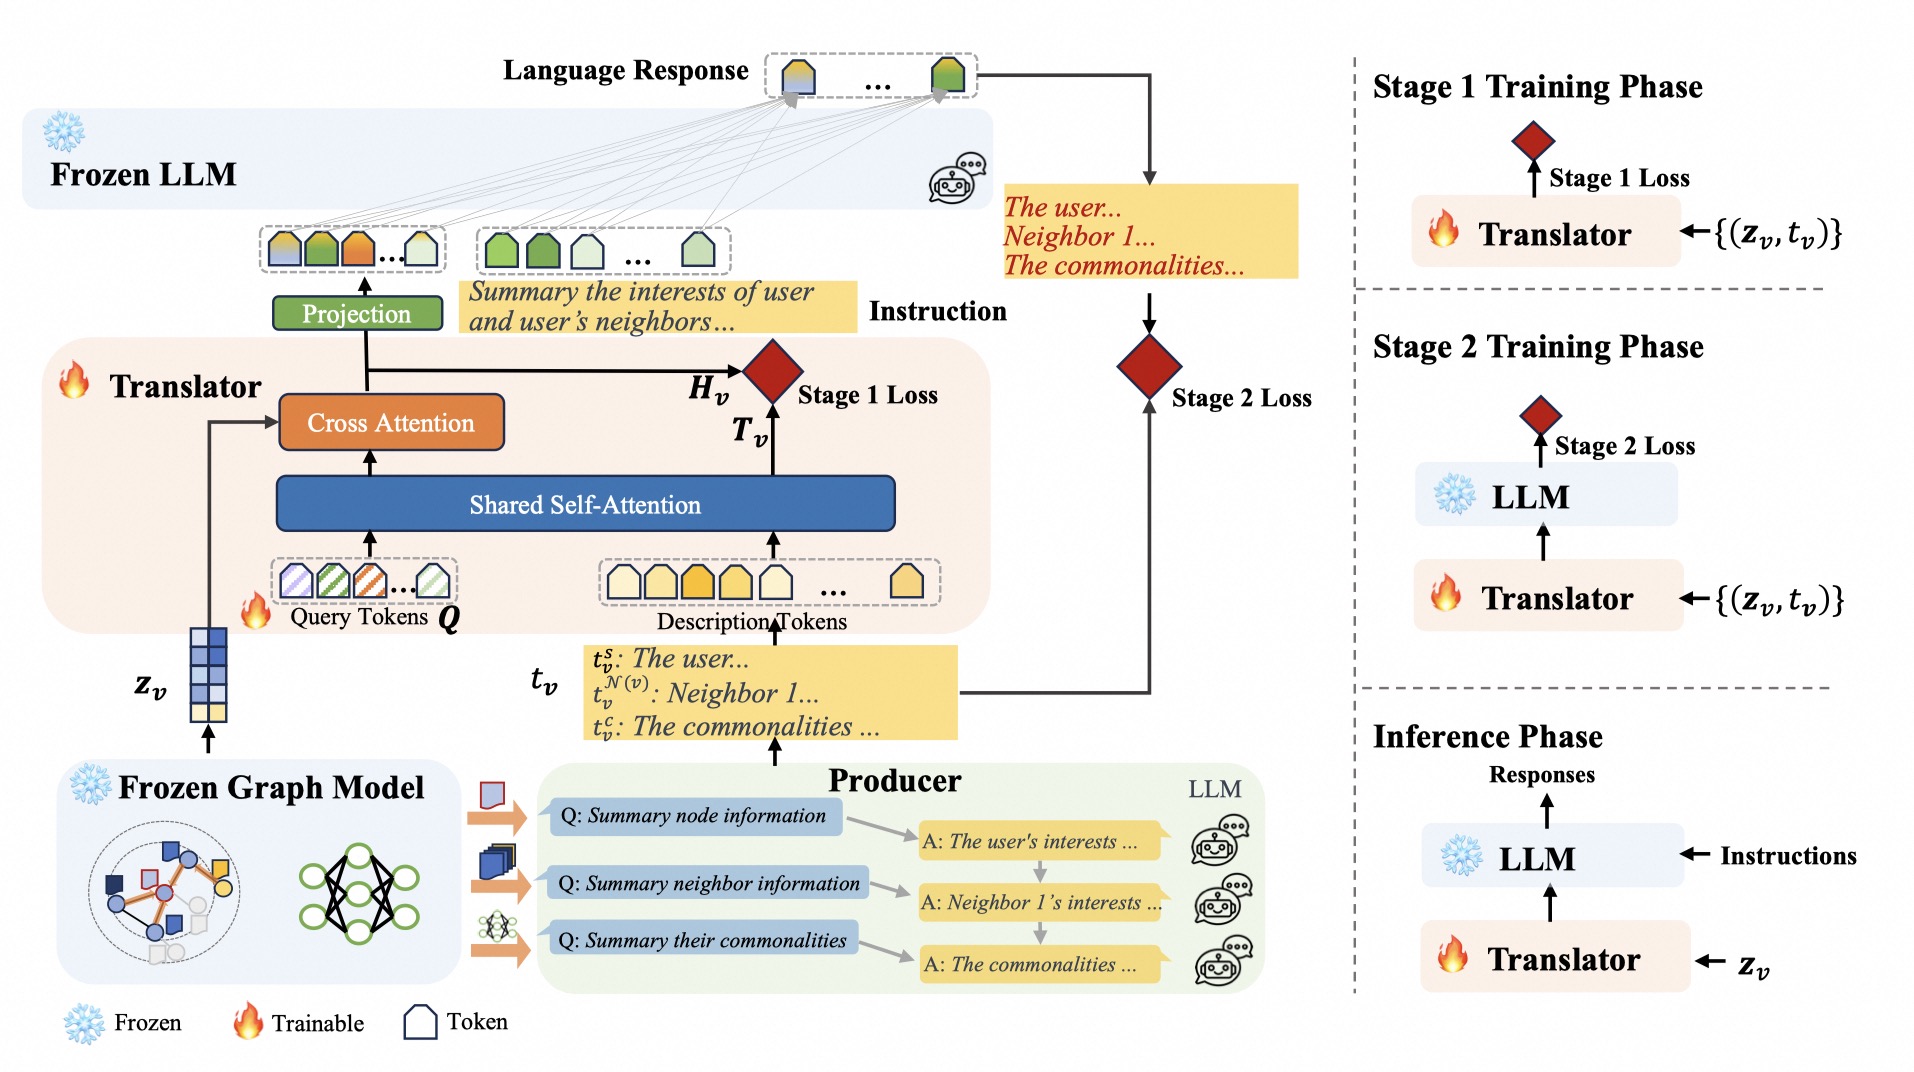 Language Response
...
Frozen LLM
...
...
Projection
Summary the interests of user
and user's neighbors...
Instruction
The user...
Neighbor 1...
The commonalities...
Translator
H_v
Stage 1 Loss
T_v
Stage 2 Loss
Cross Attention
Shared Self-Attention
...
...
Query Tokens Q
Description Tokens
z_v
t_v
t_v^s: The user...
t_v^{N(v)}: Neighbor 1...
t_v^c: The commonalities ...
Frozen Graph Model
Producer
LLM
Q: Summary node information
A: The user's interests ...
Q: Summary neighbor information
A: Neighbor 1's interests ...
Q: Summary their commonalities
A: The commonalities ...
Frozen
Trainable
Token
Stage 1 Training Phase
Stage 1 Loss
Translator
{(z_v, t_v)}
Stage 2 Training Phase
Stage 2 Loss
LLM
Translator
{(z_v, t_v)}
Inference Phase
Responses
LLM
Instructions
Translator
z_v